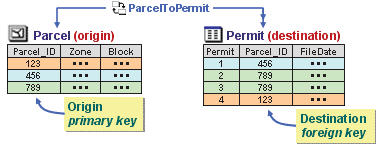 ParcelToPermit
Parcel (origin)
Parcel_ID Zone Block
123 ••• •••
456 ••• •••
789 ••• •••
Origin
primary key
Permit (destination)
Permit Parcel_ID FileDate
1 456 •••
2 789 •••
3 789 •••
4 123 •••
Destination
foreign key